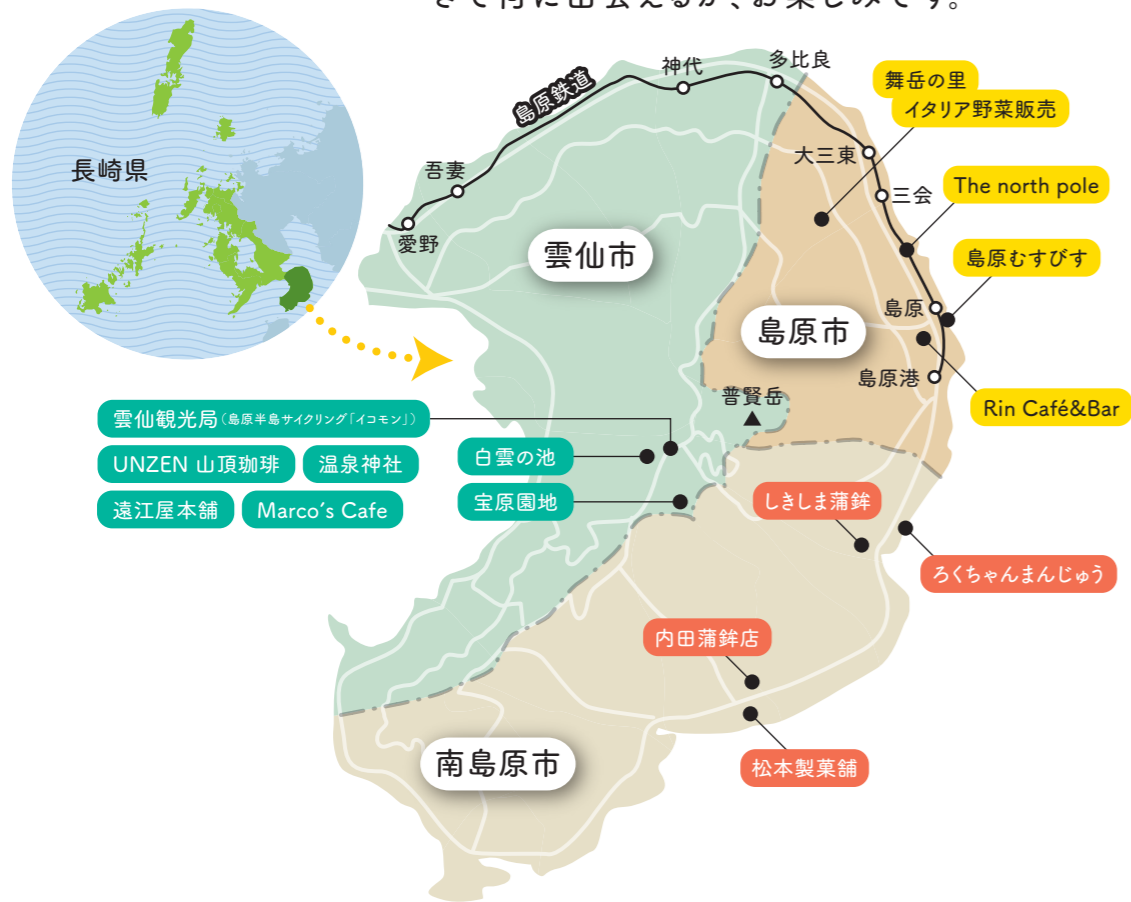 長崎県
島原鉄道
神代
多比良
吾妻
愛野
大三東
三会
島原
島原港
舞岳の里
イタリア野菜販売
The north pole
島原むすびす
Rin Café&Bar
雲仙市
島原市
普賢岳
雲仙観光局(島原半島サイクリング「イコモン」)
UNZEN 山頂珈琲
温泉神社
遠江屋本舗
Marco's Cafe
白雲の池
宝原園地
しきしま蒲鉾
ろくちゃんまんじゅう
内田蒲鉾店
松本製菓舗
南島原市